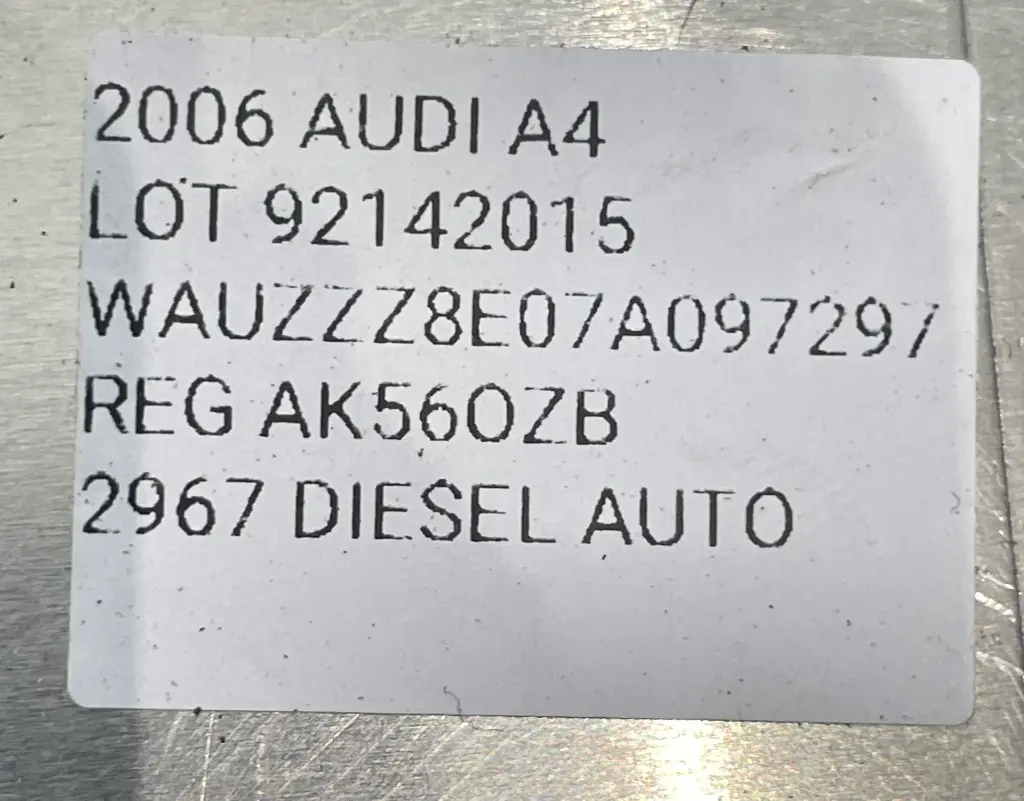 2006 AUDI A4
LOT 92142015
WAUZZZ8E07A097297
REG AK56OZB
2967 DIESEL AUTO